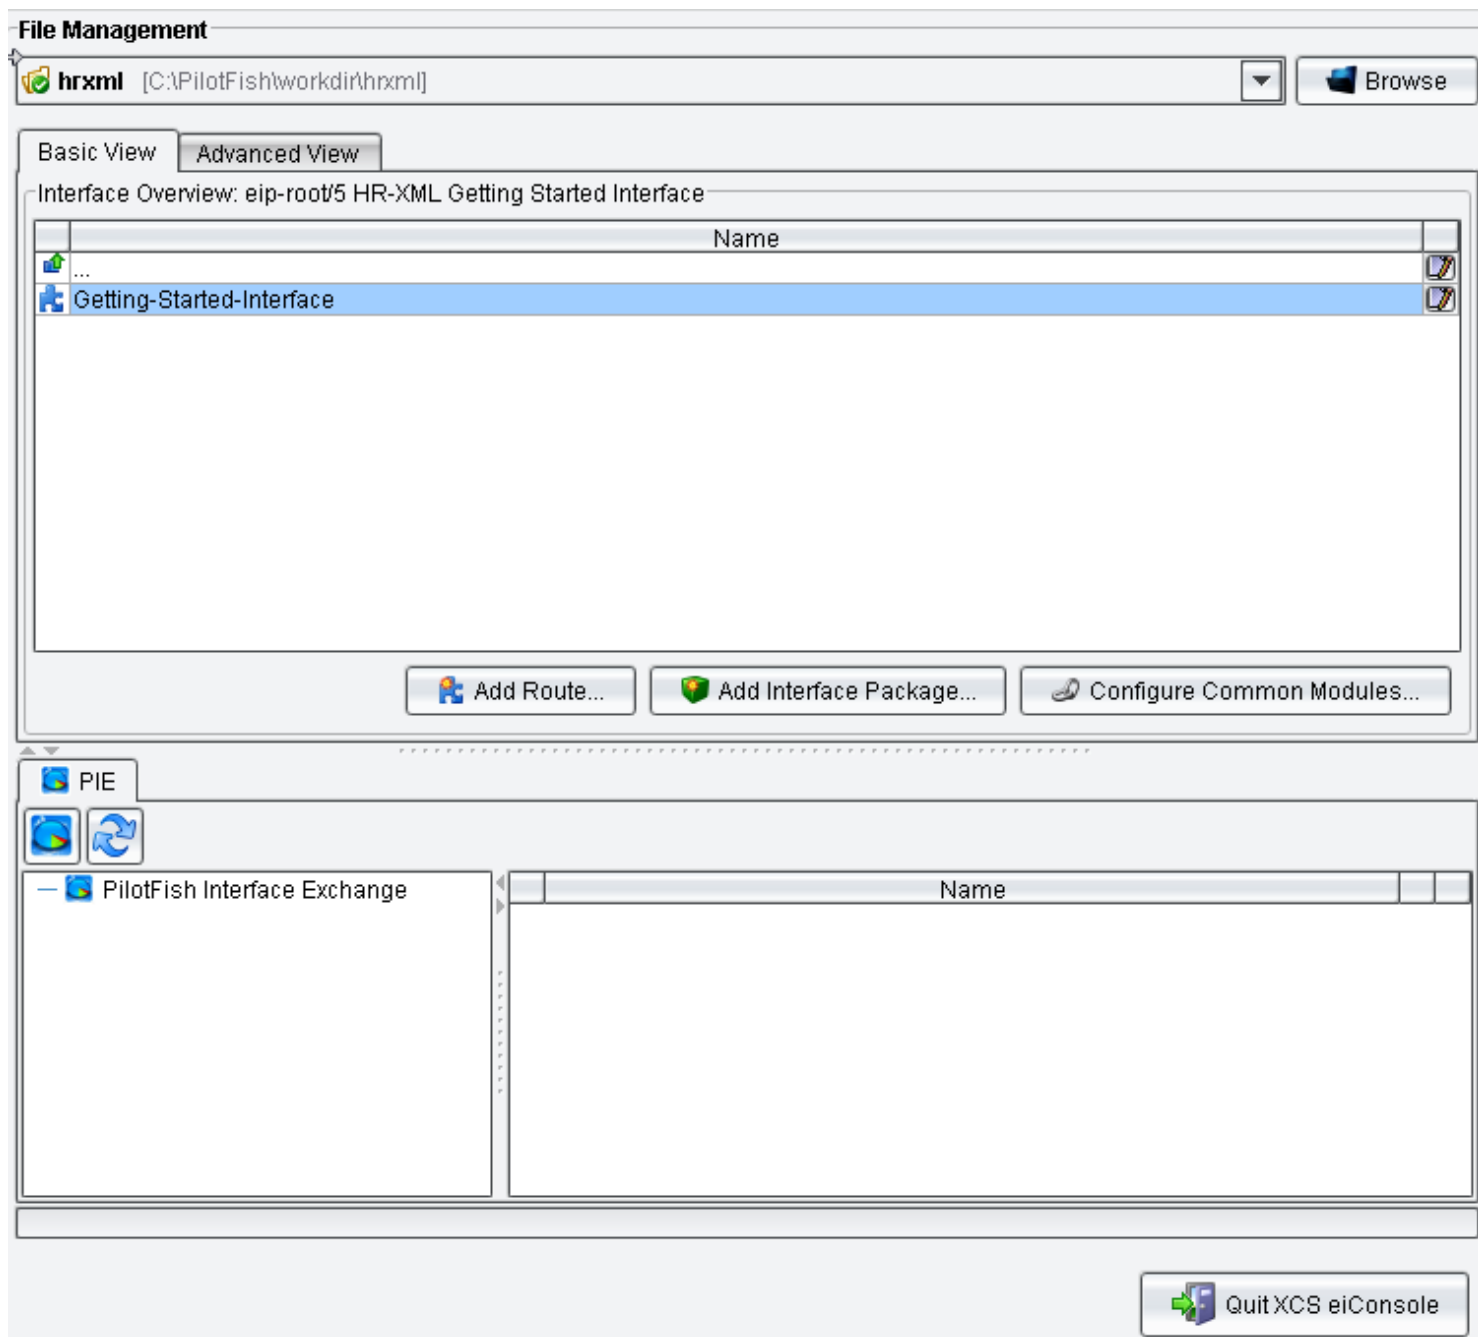 File Management
hrxml [C:\PilotFish\workdir\hrxml] Browse
Basic View Advanced View
Interface Overview: eip-root/5 HR-XML Getting Started Interface
Name
...
Getting-Started-Interface
Add Route... Add Interface Package... Configure Common Modules...
PIE
PilotFish Interface Exchange Name
Quit XCS eiConsole